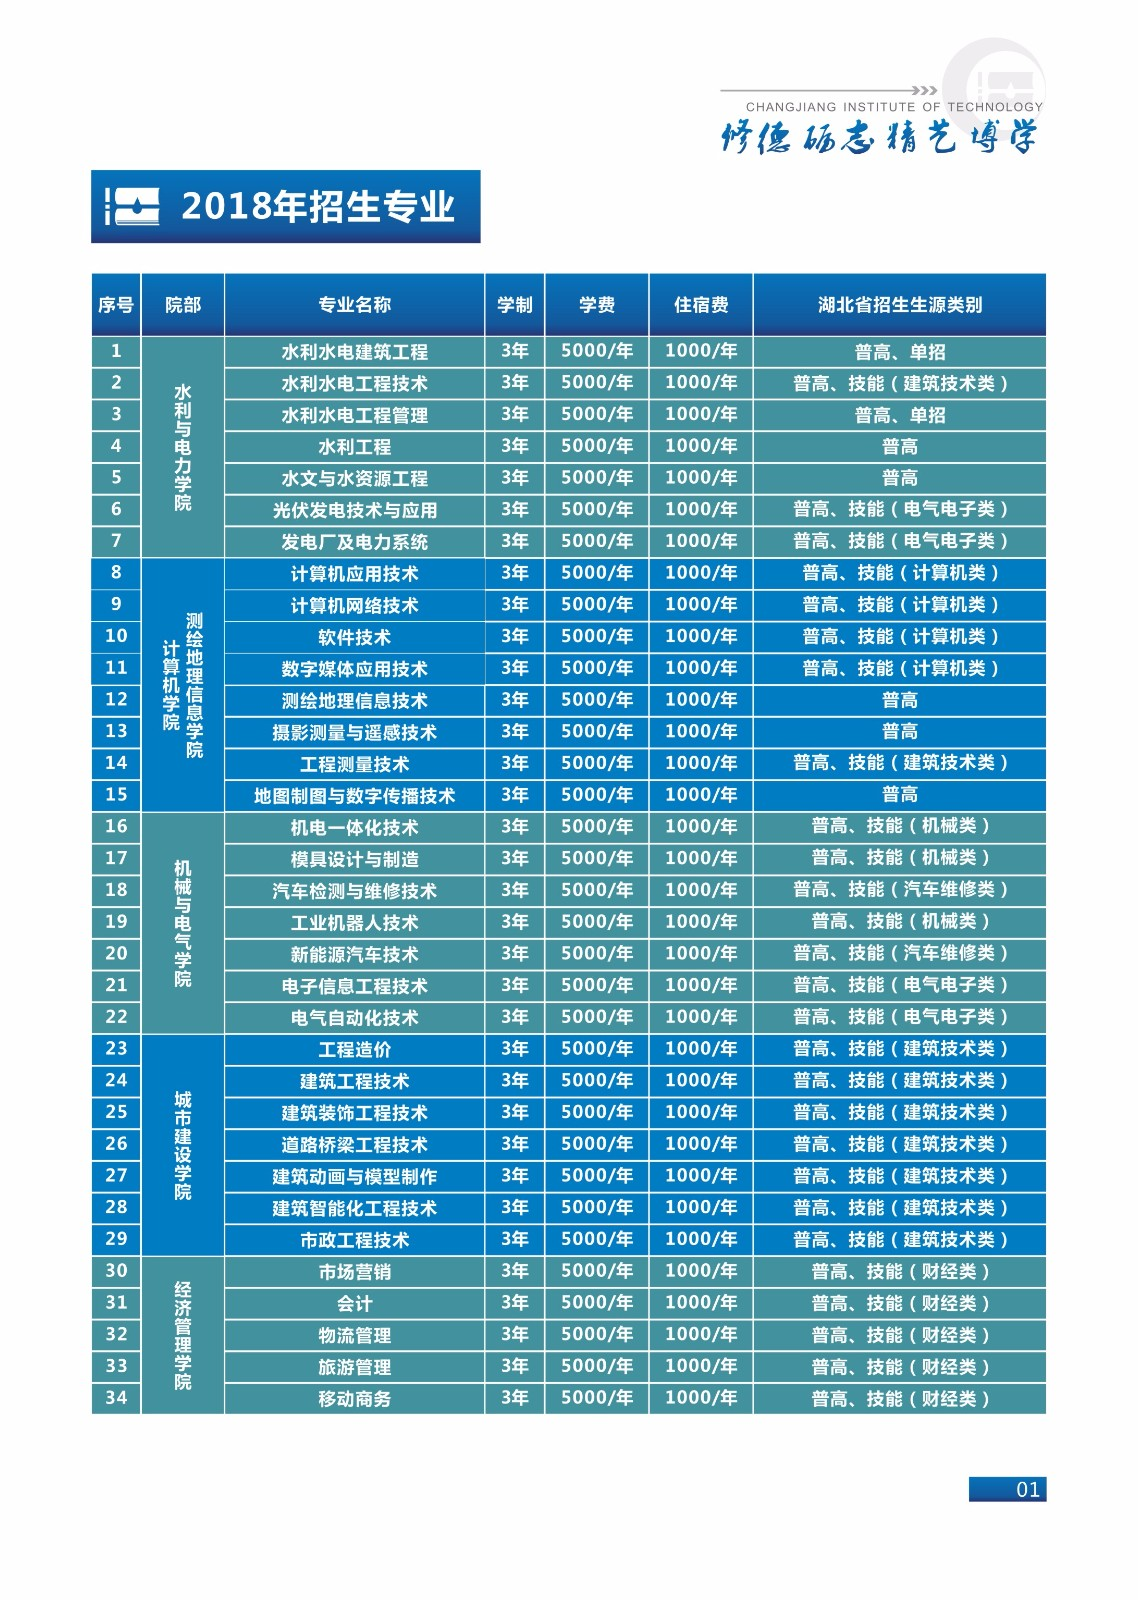 CHANGJIANG INSTITUTE OF TECHNOLOGY
修德砺志精艺博学
2018年招生专业
序号 院部 专业名称 学制 学费 住宿费 湖北省招生生源类别
水利与电力学院
1 水利水电建筑工程 3年 5000/年 1000/年 普高、单招
2 水利水电工程技术 3年 5000/年 1000/年 普高、技能（建筑技术类）
3 水利水电工程管理 3年 5000/年 1000/年 普高、单招
4 水利工程 3年 5000/年 1000/年 普高
5 水文与水资源工程 3年 5000/年 1000/年 普高
6 光伏发电技术与应用 3年 5000/年 1000/年 普高、技能（电气电子类）
7 发电厂及电力系统 3年 5000/年 1000/年 普高、技能（电气电子类）
测绘地理信息学院
计算机学院
8 计算机应用技术 3年 5000/年 1000/年 普高、技能（计算机类）
9 计算机网络技术 3年 5000/年 1000/年 普高、技能（计算机类）
10 软件技术 3年 5000/年 1000/年 普高、技能（计算机类）
11 数字媒体应用技术 3年 5000/年 1000/年 普高、技能（计算机类）
12 测绘地理信息技术 3年 5000/年 1000/年 普高
13 摄影测量与遥感技术 3年 5000/年 1000/年 普高
14 工程测量技术 3年 5000/年 1000/年 普高、技能（建筑技术类）
15 地图制图与数字传播技术 3年 5000/年 1000/年 普高
机械与电气学院
16 机电一体化技术 3年 5000/年 1000/年 普高、技能（机械类）
17 模具设计与制造 3年 5000/年 1000/年 普高、技能（机械类）
18 汽车检测与维修技术 3年 5000/年 1000/年 普高、技能（汽车维修类）
19 工业机器人技术 3年 5000/年 1000/年 普高、技能（机械类）
20 新能源汽车技术 3年 5000/年 1000/年 普高、技能（汽车维修类）
21 电子信息工程技术 3年 5000/年 1000/年 普高、技能（电气电子类）
22 电气自动化技术 3年 5000/年 1000/年 普高、技能（电气电子类）
城市建设学院
23 工程造价 3年 5000/年 1000/年 普高、技能（建筑技术类）
24 建筑工程技术 3年 5000/年 1000/年 普高、技能（建筑技术类）
25 建筑装饰工程技术 3年 5000/年 1000/年 普高、技能（建筑技术类）
26 道路桥梁工程技术 3年 5000/年 1000/年 普高、技能（建筑技术类）
27 建筑动画与模型制作 3年 5000/年 1000/年 普高、技能（建筑技术类）
28 建筑智能化工程技术 3年 5000/年 1000/年 普高、技能（建筑技术类）
29 市政工程技术 3年 5000/年 1000/年 普高、技能（建筑技术类）
经济管理学院
30 市场营销 3年 5000/年 1000/年 普高、技能（财经类）
31 会计 3年 5000/年 1000/年 普高、技能（财经类）
32 物流管理 3年 5000/年 1000/年 普高、技能（财经类）
33 旅游管理 3年 5000/年 1000/年 普高、技能（财经类）
34 移动商务 3年 5000/年 1000/年 普高、技能（财经类）
01